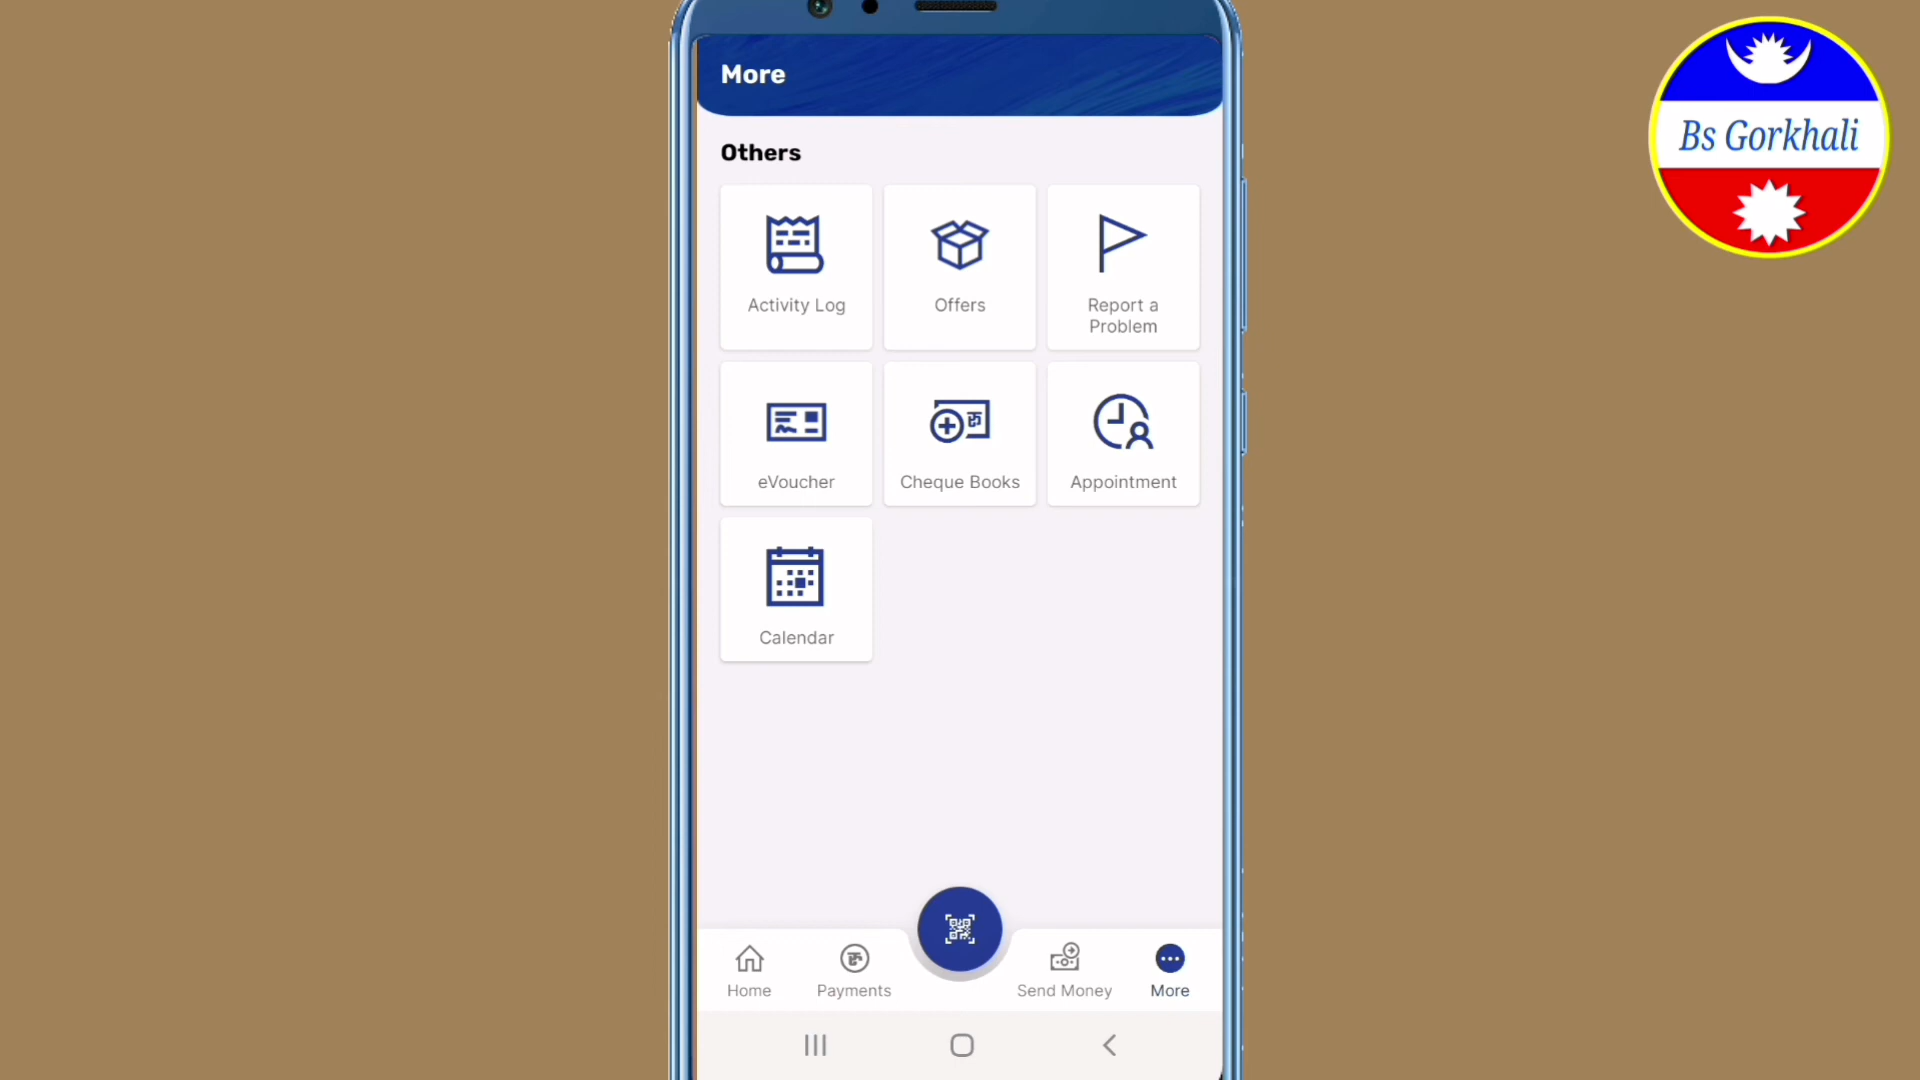 More
Bs Gorkhali
Others
Activity Log
Offers
Report a
Problem
eVoucher
Cheque Books
Appointment
Calendar
Home
Payments
Send Money
More